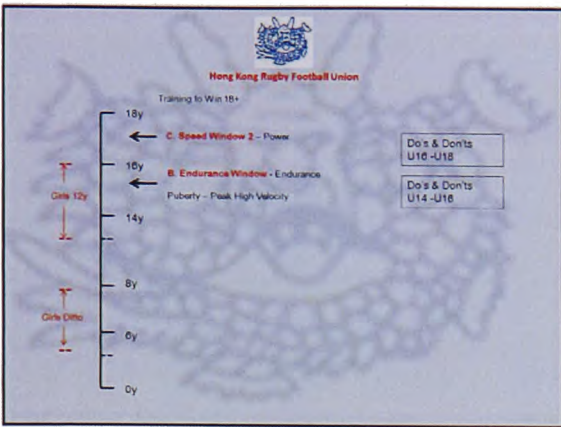 Hong Kong Rugby Football Union
Training to Win 18+
18y
C. Speed Window 2 – Power
Do's & Don'ts
U16 -U18
16y
B. Endurance Window - Endurance
Girls 12y
Puberty – Peak High Velocity
Do's & Don'ts
U14 -U16
14y
8y
Girls Ditto
6y
0y